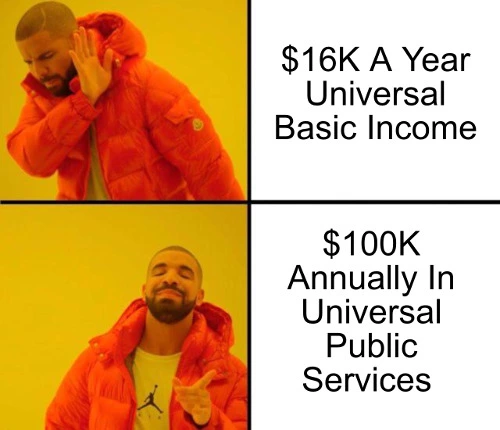 $16K A Year
Universal
Basic Income
$100K
Annually In
Universal
Public
Services